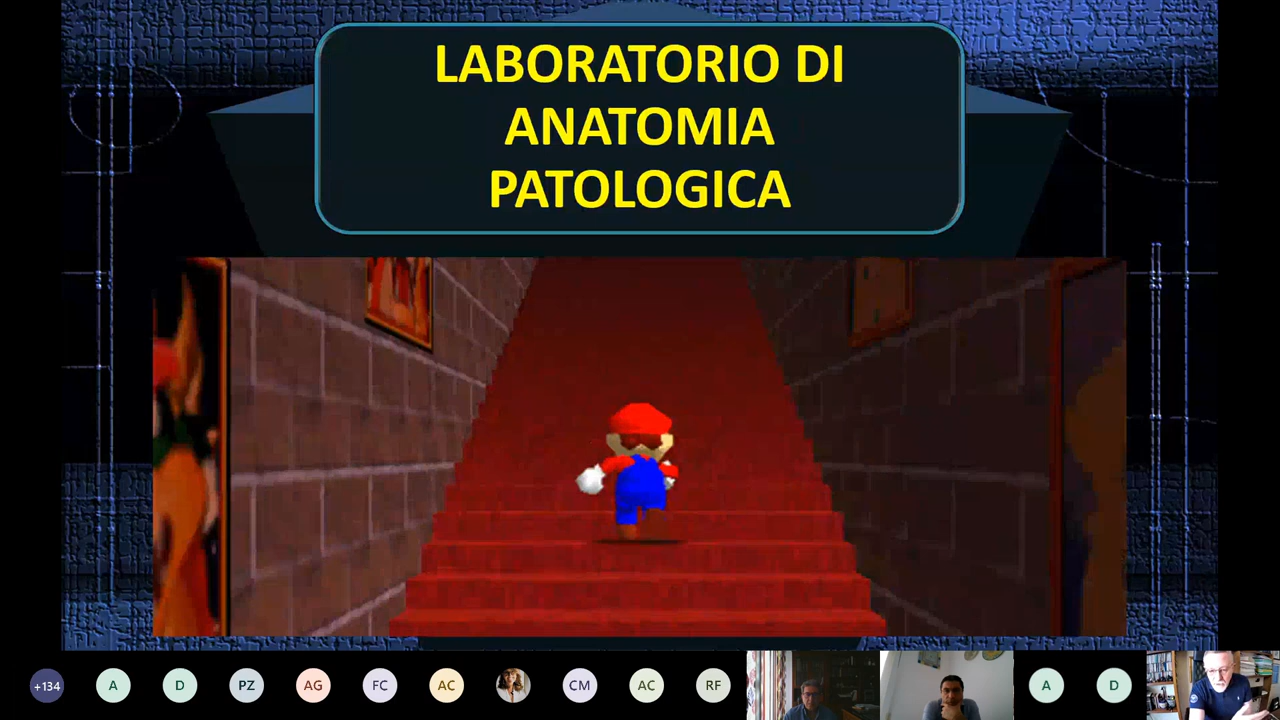 LABORATORIO DI
ANATOMIA
PATOLOGICA
+134
A
D
PZ
AG
FC
AC
CM
AC
RF
A
D